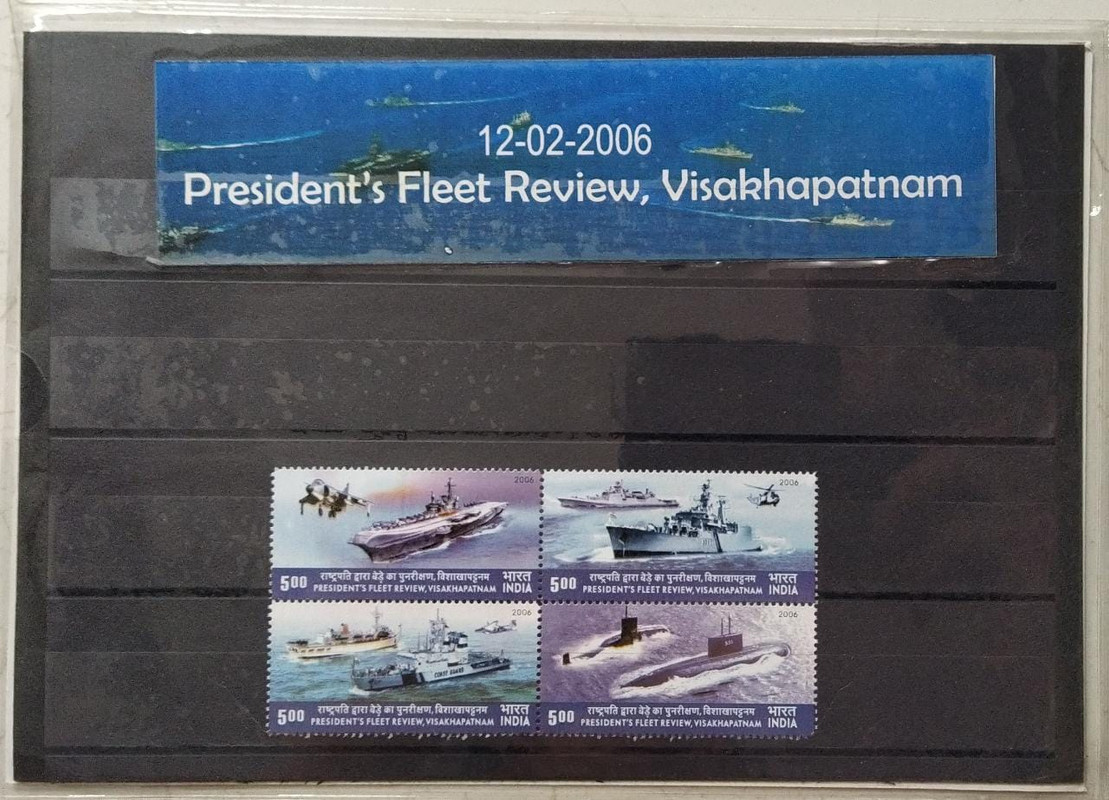 12-02-2006
President's Fleet Review, Visakhapatnam
2006
5.00 राष्ट्रपति द्वारा बेड़े का पुनरीक्षण, विशाखापट्टनम भारत
PRESIDENT'S FLEET REVIEW, VISAKHAPATNAM INDIA
2006
5.00 राष्ट्रपति द्वारा बेड़े का पुनरीक्षण, विशाखापट्टनम भारत
PRESIDENT'S FLEET REVIEW, VISAKHAPATNAM INDIA
2006
COAST GUARD
5.00 राष्ट्रपति द्वारा बेड़े का पुनरीक्षण, विशाखापट्टनम भारत
PRESIDENT'S FLEET REVIEW, VISAKHAPATNAM INDIA
2006
5.00 राष्ट्रपति द्वारा बेड़े का पुनरीक्षण, विशाखापट्टनम भारत
PRESIDENT'S FLEET REVIEW, VISAKHAPATNAM INDIA